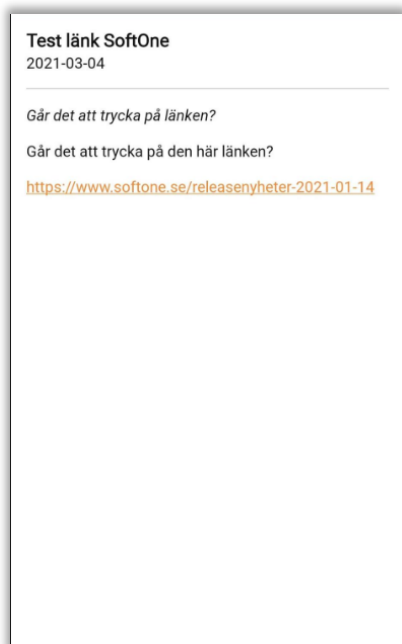 Test länk SoftOne
2021-03-04
Går det att trycka på länken?
Går det att trycka på den här länken?
https://www.softone.se/releasenyheter-2021-01-14